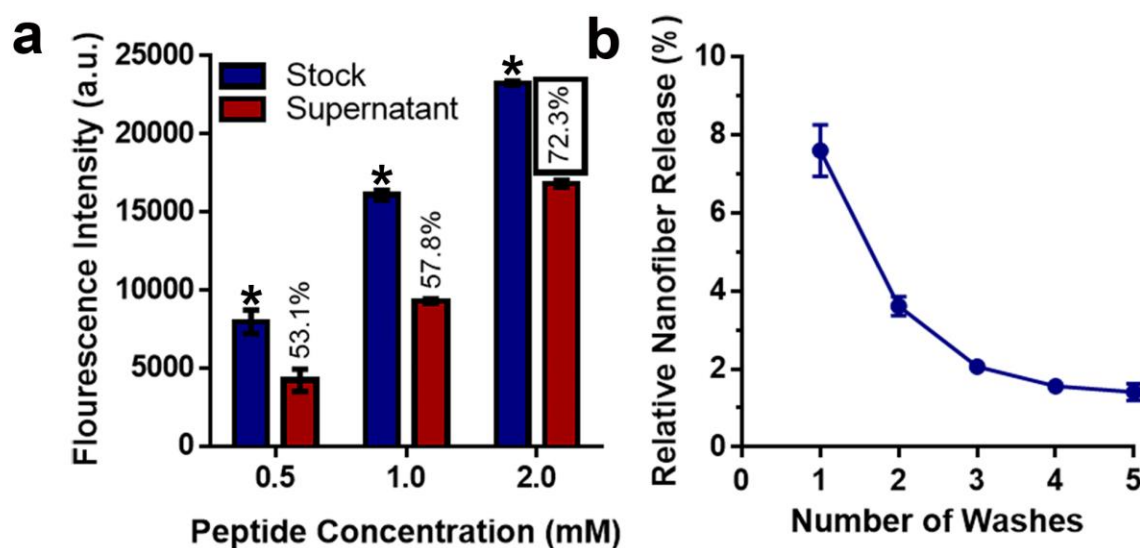 a
Flourescence Intensity (a.u.)
25000
20000
15000
10000
5000
0
Stock
Supernatant
*
53.1%
*
57.8%
*
72.3%
0.5 1.0 2.0
Peptide Concentration (mM)
b
Relative Nanofiber Release (%)
10
8
6
4
2
0
0 1 2 3 4 5
Number of Washes